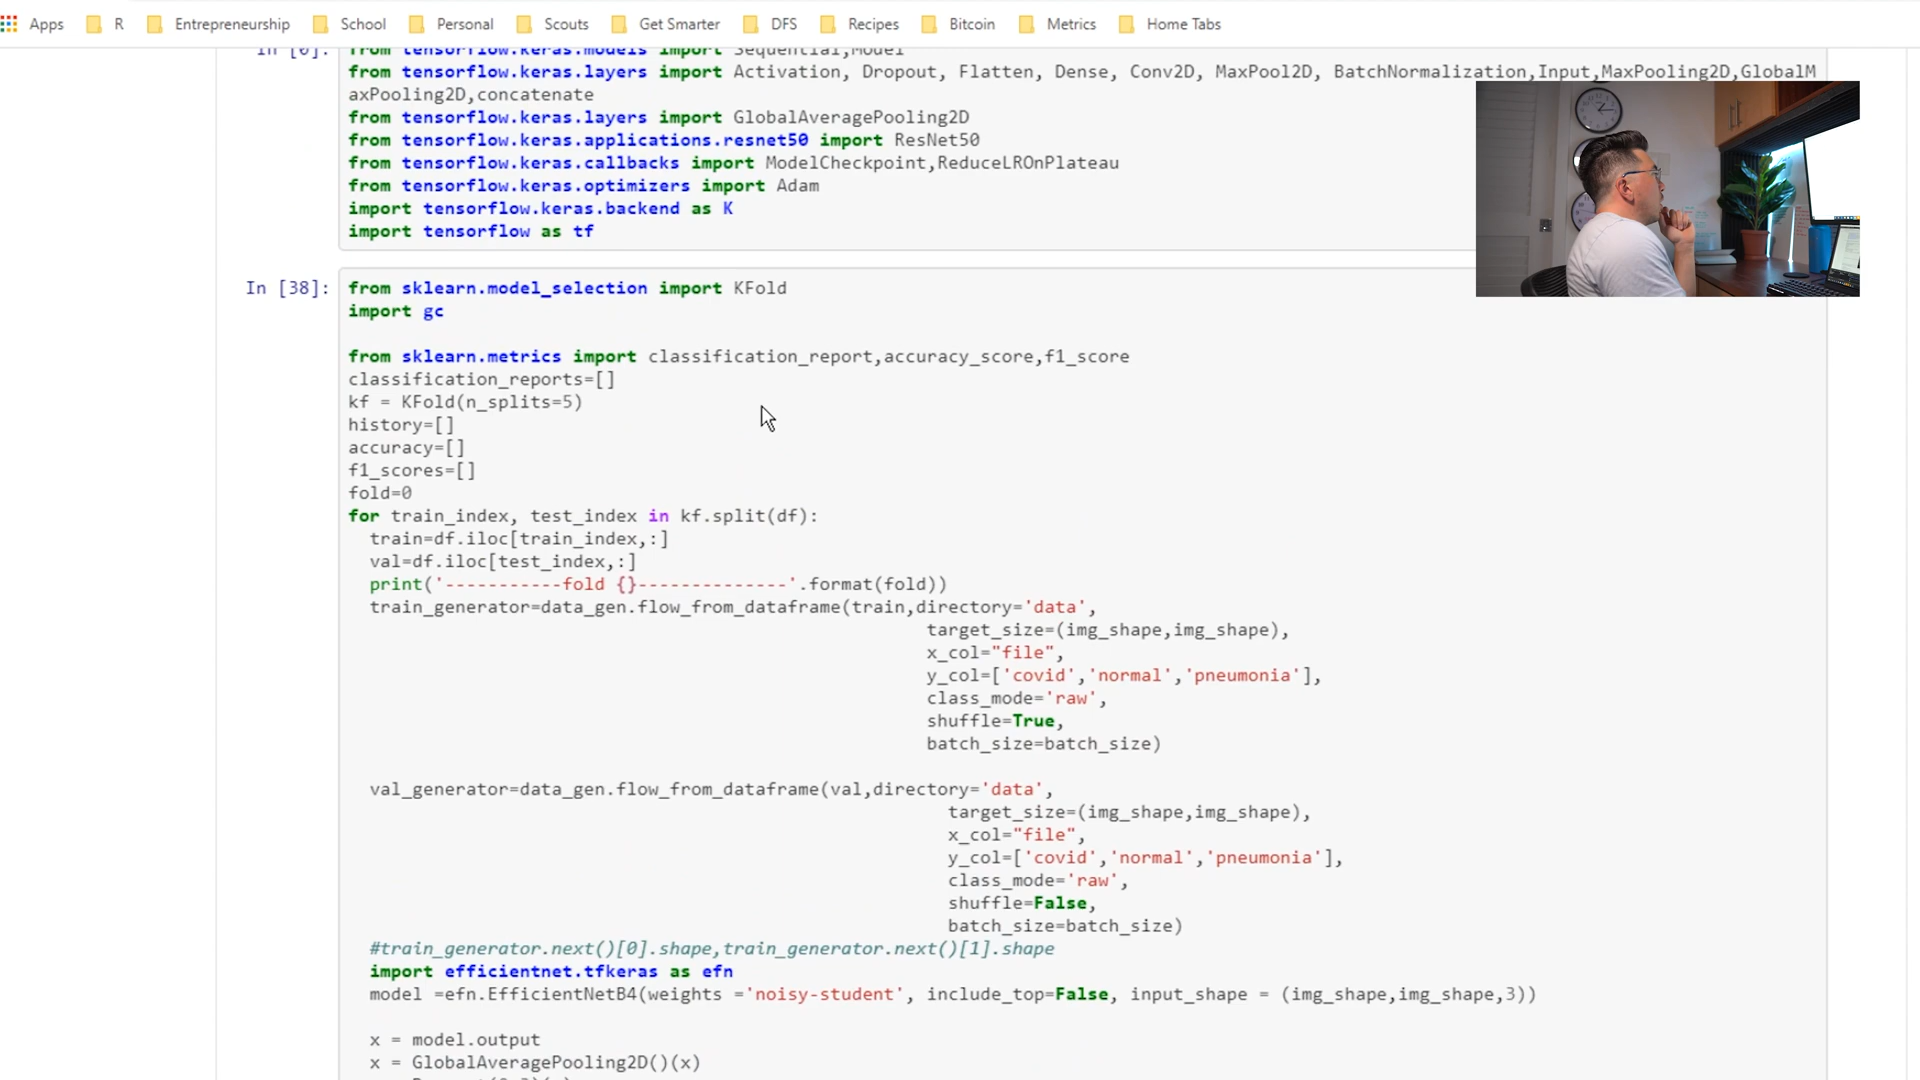 Apps R Entrepreneurship School Personal Scouts Get Smarter DFS Recipes Bitcoin Metrics Home Tabs
In [0]: from tensorflow.keras.models import Sequential,Model
from tensorflow.keras.layers import Activation, Dropout, Flatten, Dense, Conv2D, MaxPool2D, BatchNormalization,Input,MaxPooling2D,GlobalM
axPooling2D,concatenate
from tensorflow.keras.layers import GlobalAveragePooling2D
from tensorflow.keras.applications.resnet50 import ResNet50
from tensorflow.keras.callbacks import ModelCheckpoint,ReduceLROnPlateau
from tensorflow.keras.optimizers import Adam
import tensorflow.keras.backend as K
import tensorflow as tf
In [38]: from sklearn.model_selection import KFold
import gc
from sklearn.metrics import classification_report,accuracy_score,f1_score
classification_reports=[]
kf = KFold(n_splits=5)
history=[]
accuracy=[]
f1_scores=[]
fold=0
for train_index, test_index in kf.split(df):
train=df.iloc[train_index,:]
val=df.iloc[test_index,:]
print('-----------fold {}--------------'.format(fold))
train_generator=data_gen.flow_from_dataframe(train,directory='data',
target_size=(img_shape,img_shape),
x_col="file",
y_col=['covid','normal','pneumonia'],
class_mode='raw',
shuffle=True,
batch_size=batch_size)
val_generator=data_gen.flow_from_dataframe(val,directory='data',
target_size=(img_shape,img_shape),
x_col="file",
y_col=['covid','normal','pneumonia'],
class_mode='raw',
shuffle=False,
batch_size=batch_size)
#train_generator.next()[0].shape,train_generator.next()[1].shape
import efficientnet.tfkeras as efn
model =efn.EfficientNetB4(weights ='noisy-student', include_top=False, input_shape = (img_shape,img_shape,3))
x = model.output
x = GlobalAveragePooling2D()(x)